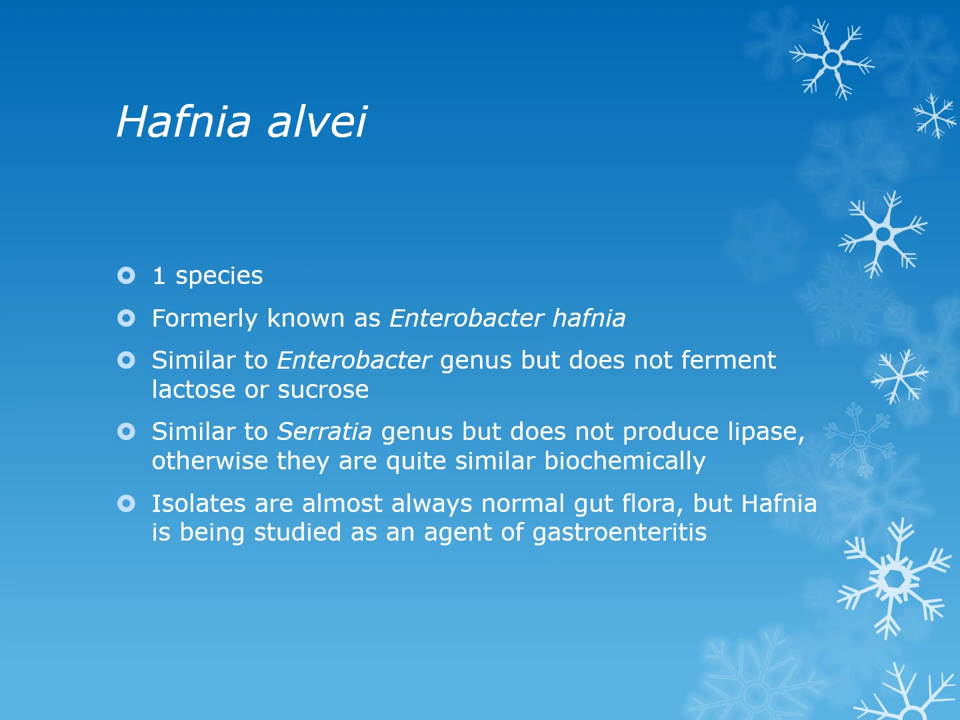 Hafnia alvei
1 species
Formerly known as Enterobacter hafnia
Similar to Enterobacter genus but does not ferment
lactose or sucrose
Similar to Serratia genus but does not produce lipase,
otherwise they are quite similar biochemically
Isolates are almost always normal gut flora, but Hafnia
is being studied as an agent of gastroenteritis